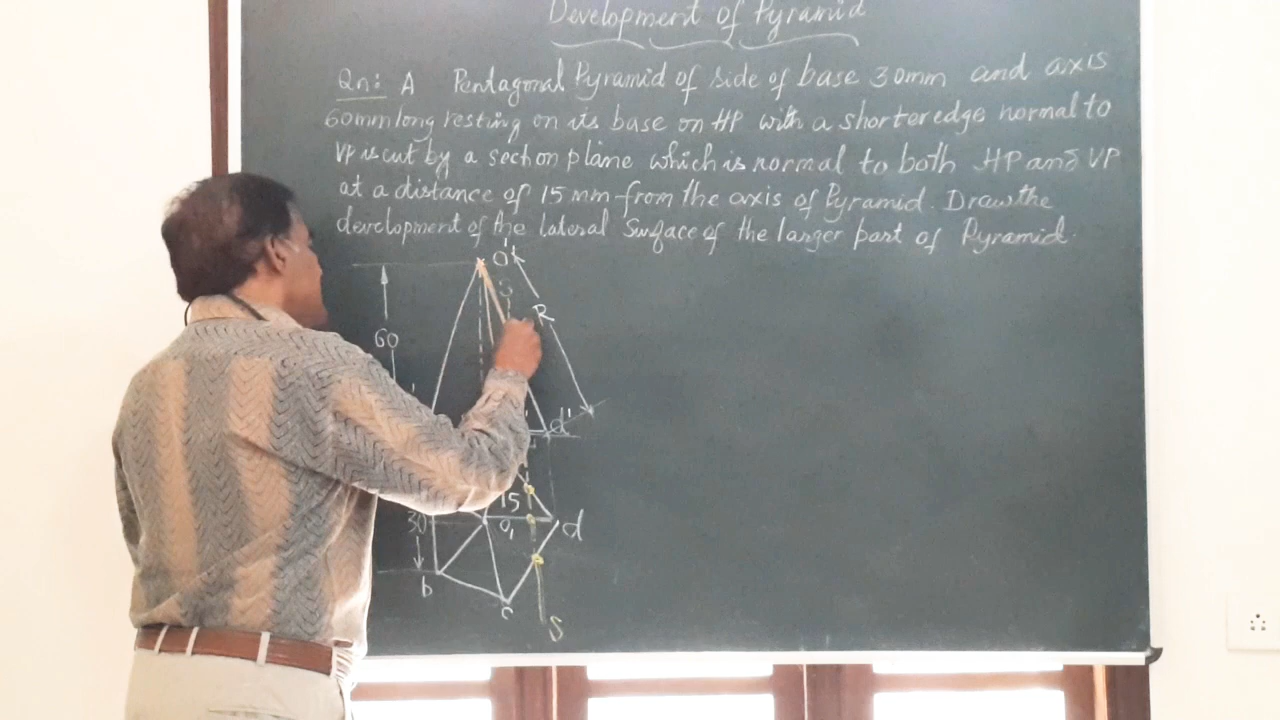 Development of Pyramid
Qn: A Pentagonal Pyramid of side of base 30mm and axis
60mm long resting on its base on HP with a shorter edge normal to
VP is cut by a section plane which is normal to both HP and VP
at a distance of 15 mm from the axis of Pyramid. Draw the
development of the lateral Surface of the larger part of Pyramid.
O'
R
60
d'
15
30
O1
d
b
c
S